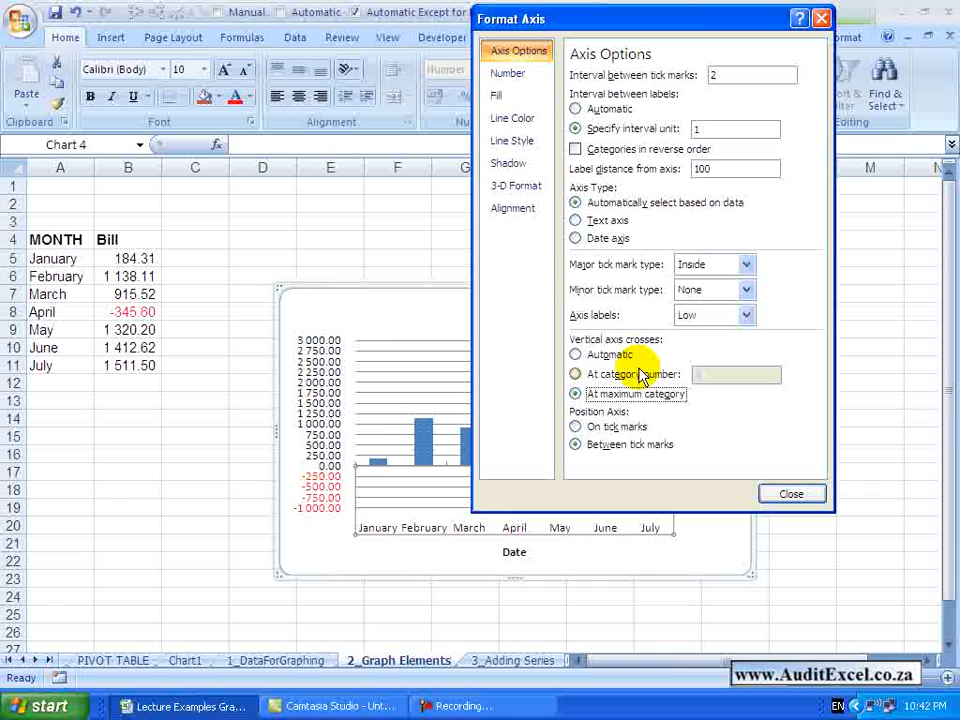 Manual Automatic Automatic Except for
Home Insert Page Layout Formulas Data Review View Developer
Paste
Clipboard
Calibri (Body) 10
B I U
Font
Alignment
Number
Find &
Select
Editing
Chart 4
fx
A B C D E F G M
1
2
3
4 MONTH Bill
5 January 184.31
6 February 1 138.11
7 March 915.52
8 April -345.60
9 May 1 320.20
10 June 1 412.62
11 July 1 511.50
12
13
14
15
16
17
18
19
20
21
22
23
24
25
26
27
3 000.00
2 750.00
2 500.00
2 250.00
2 000.00
1 750.00
1 500.00
1 250.00
1 000.00
750.00
500.00
250.00
0.00
-250.00
-500.00
-750.00
-1 000.00
January February March April May June July
Date
Format Axis
Axis Options
Number
Fill
Line Color
Line Style
Shadow
3-D Format
Alignment
Axis Options
Interval between tick marks: 2
Interval between labels:
Automatic
Specify interval unit: 1
Categories in reverse order
Label distance from axis: 100
Axis Type:
Automatically select based on data
Text axis
Date axis
Major tick mark type: Inside
Minor tick mark type: None
Axis labels: Low
Vertical axis crosses:
Automatic
At category number:
At maximum category
Position Axis:
On tick marks
Between tick marks
Close
PIVOT TABLE Chart1 1_DataForGraphing 2_Graph Elements 3_Adding Series
Ready
www.AuditExcel.co.za
start Lecture Examples Gra... Camtasia Studio - Unt... Recording... EN 10:42 PM